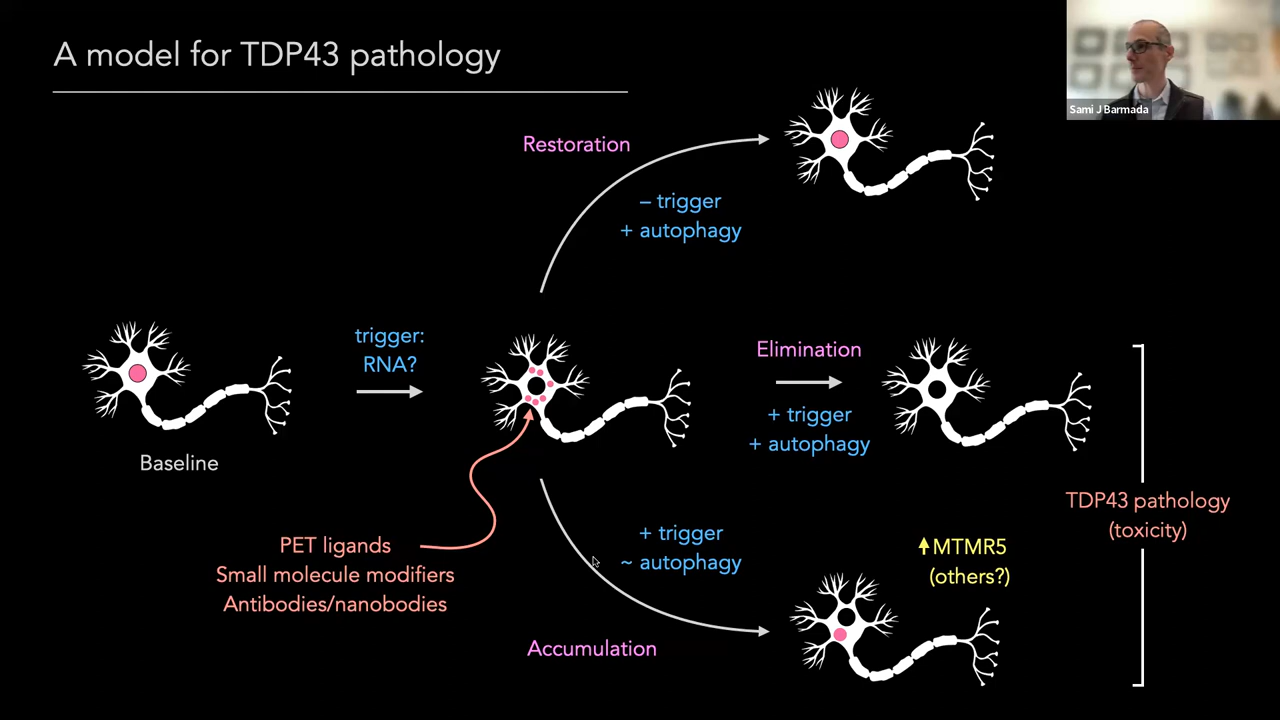 A model for TDP43 pathology
Sami J Barmada
Restoration
– trigger
+ autophagy
trigger:
RNA?
Baseline
Elimination
+ trigger
+ autophagy
PET ligands
Small molecule modifiers
Antibodies/nanobodies
+ trigger
~ autophagy
Accumulation
MTMR5
(others?)
TDP43 pathology
(toxicity)